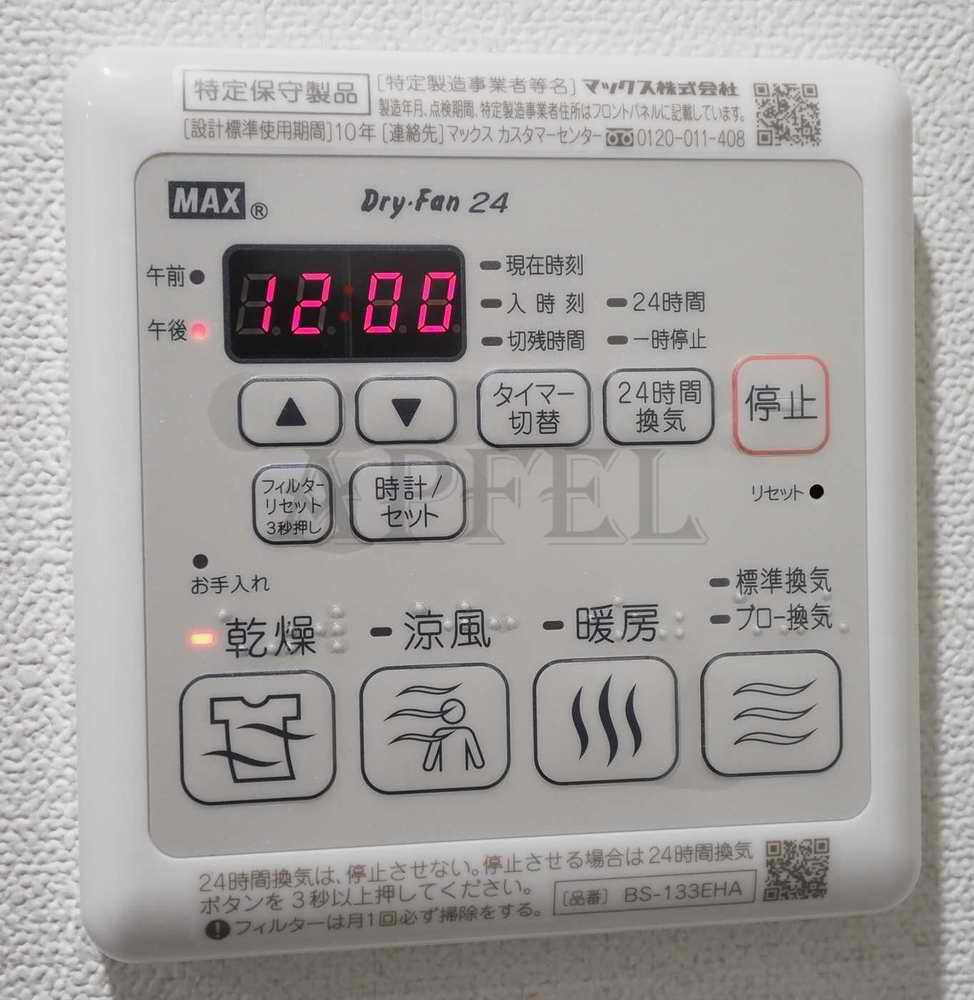 特定保守製品 [特定製造事業者等名] マックス株式会社
製造年月、点検期間、特定製造事業者住所はフロントパネルに記載しています。
[設計標準使用期間]10年 [連絡先]マックス カスタマーセンター 0120-011-408
MAX® Dry・Fan 24
午前
午後
12:00
現在時刻
入時刻 24時間
切残時間 一時停止
▲ ▼
タイマー
切替
24時間
換気
停止
フィルター
リセット
3秒押し
時計/
セット
リセット
APFEL
お手入れ
標準換気
ブロー換気
乾燥 涼風 暖房
24時間換気は、停止させない。停止させる場合は24時間換気
ボタンを3秒以上押してください。
フィルターは月1回必ず掃除をする。
[品番] BS-133EHA